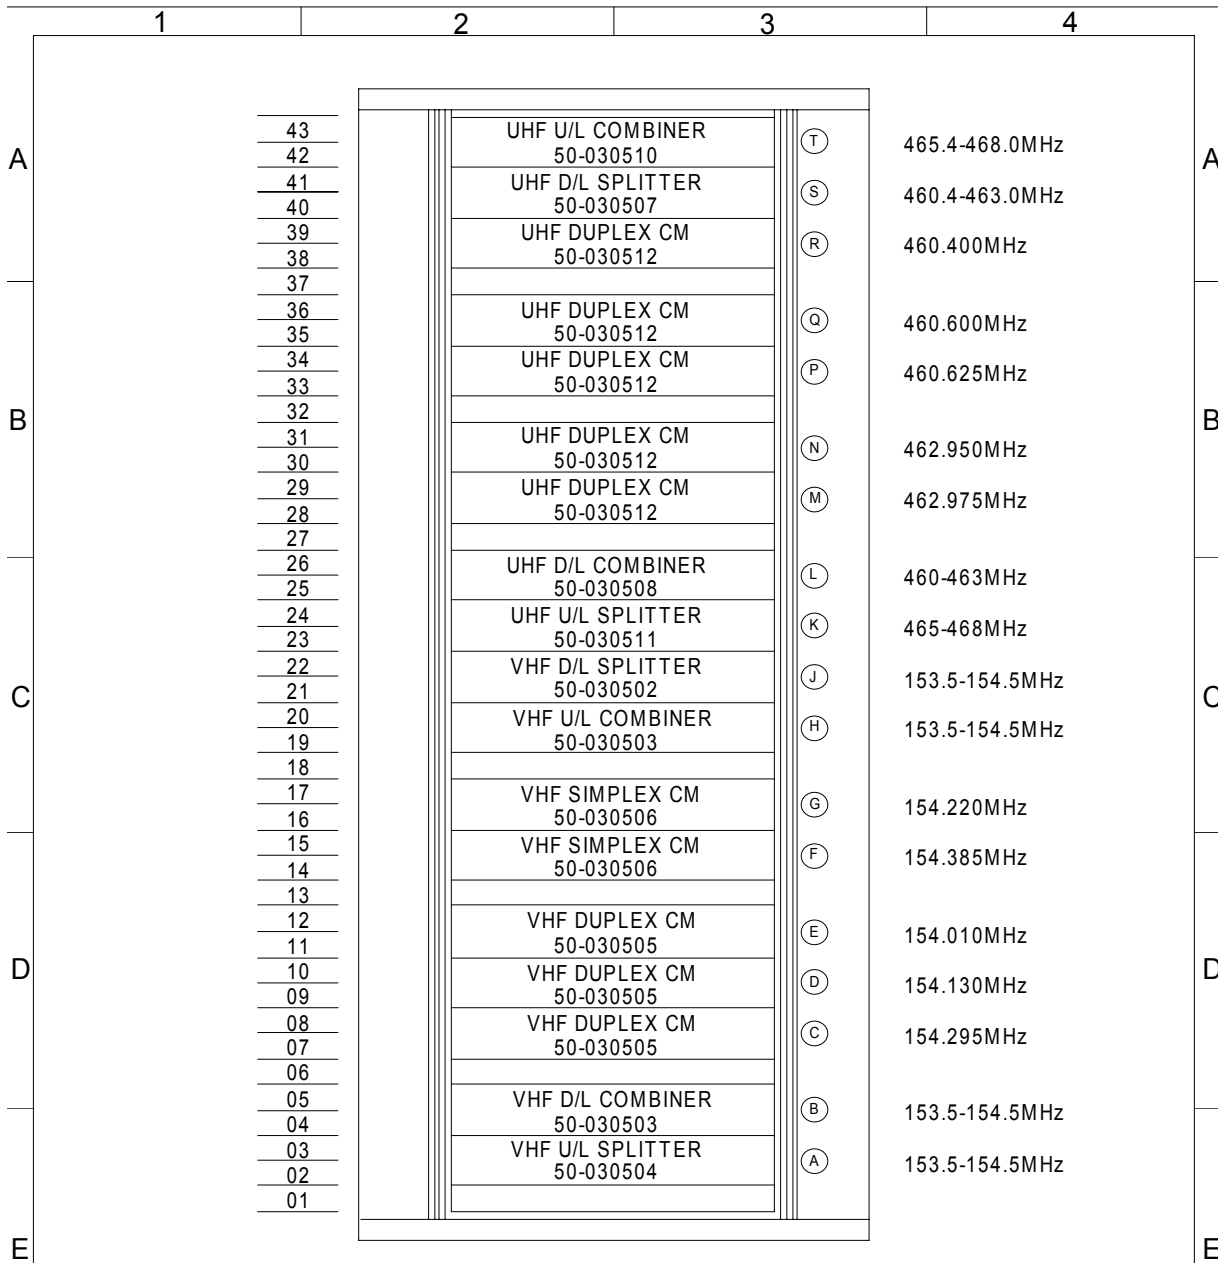 1 2 3 4
A A
43 UHF U/L COMBINER T 465.4-468.0MHz
42 50-030510
41 UHF D/L SPLITTER S 460.4-463.0MHz
40 50-030507
39 UHF DUPLEX CM R 460.400MHz
38 50-030512
37
36 UHF DUPLEX CM Q 460.600MHz
35 50-030512
34 UHF DUPLEX CM P 460.625MHz
33 50-030512
32
B B
31 UHF DUPLEX CM N 462.950MHz
30 50-030512
29 UHF DUPLEX CM M 462.975MHz
28 50-030512
27
26 UHF D/L COMBINER L 460-463MHz
25 50-030508
24 UHF U/L SPLITTER K 465-468MHz
23 50-030511
22 VHF D/L SPLITTER J 153.5-154.5MHz
21 50-030502
C C
20 VHF U/L COMBINER H 153.5-154.5MHz
19 50-030503
18
17 VHF SIMPLEX CM G 154.220MHz
16 50-030506
15 VHF SIMPLEX CM F 154.385MHz
14 50-030506
13
12 VHF DUPLEX CM E 154.010MHz
11 50-030505
D D
10 VHF DUPLEX CM D 154.130MHz
09 50-030505
08 VHF DUPLEX CM C 154.295MHz
07 50-030505
06
05 VHF D/L COMBINER B 153.5-154.5MHz
04 50-030503
03 VHF U/L SPLITTER A 153.5-154.5MHz
02 50-030504
01
E E